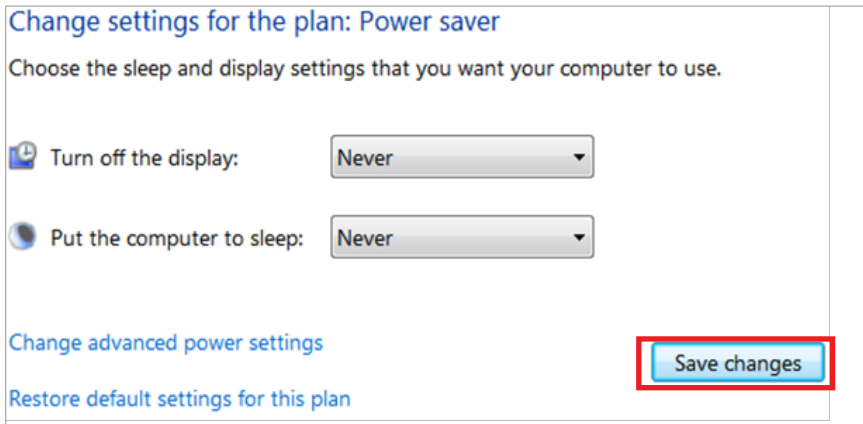 Change settings for the plan: Power saver
Choose the sleep and display settings that you want your computer to use.
Turn off the display: Never
Put the computer to sleep: Never
Change advanced power settings
Save changes
Restore default settings for this plan